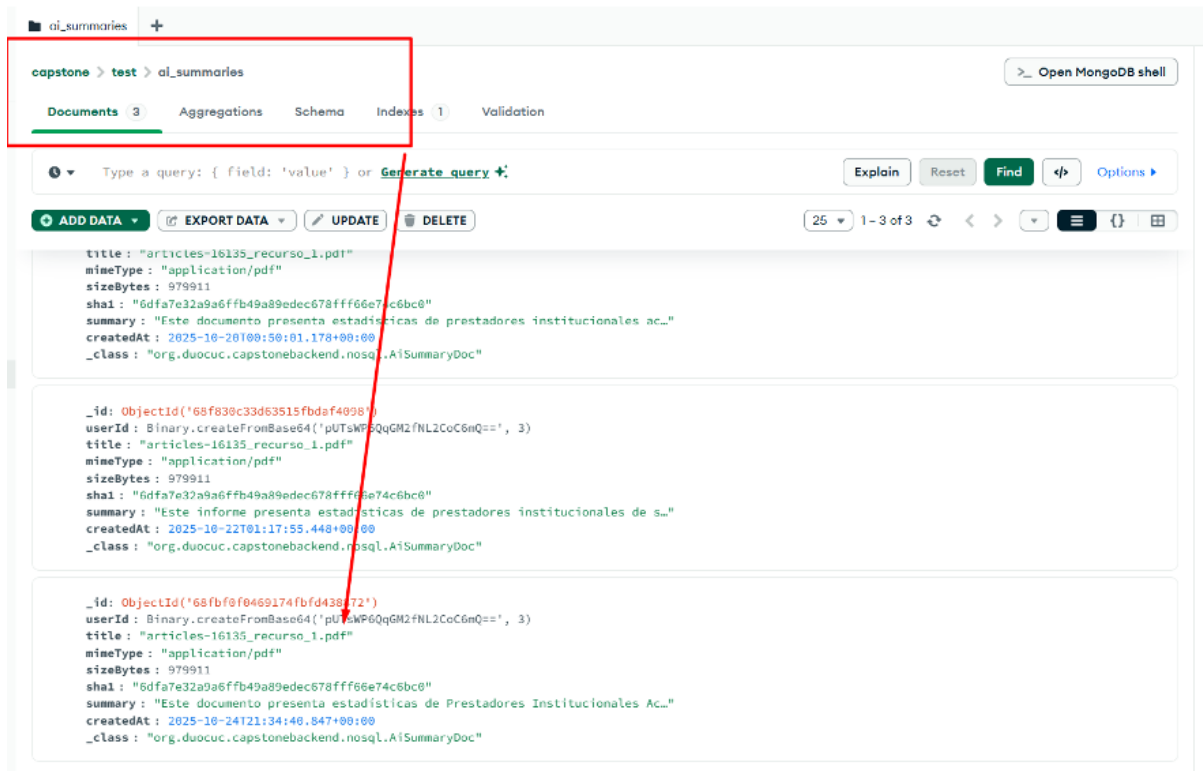 ai_summaries +
capstone > test > ai_summaries
>_ Open MongoDB shell
Documents 3 Aggregations Schema Indexes 1 Validation
Type a query: { field: 'value' } or Generate query
Explain Reset Find </> Options
ADD DATA EXPORT DATA UPDATE DELETE
25 1 – 3 of 3 {}
title : "articles-16135_recurso_1.pdf"
mimeType : "application/pdf"
sizeBytes : 979911
sha1 : "6dfa7e32a9a6ffb49a89edec678fff66e74c6bc0"
summary : "Este documento presenta estadísticas de prestadores institucionales ac…"
createdAt : 2025-10-20T00:50:01.178+00:00
_class : "org.duocuc.capstonebackend.nosql.AiSummaryDoc"
_id: ObjectId('68f830c33d63515fbdaf4098')
userId : Binary.createFromBase64('pUTsWP6QqGM2fNL2CoC6mQ==', 3)
title : "articles-16135_recurso_1.pdf"
mimeType : "application/pdf"
sizeBytes : 979911
sha1 : "6dfa7e32a9a6ffb49a89edec678fff66e74c6bc0"
summary : "Este informe presenta estadísticas de prestadores institucionales de s…"
createdAt : 2025-10-22T01:17:55.448+00:00
_class : "org.duocuc.capstonebackend.nosql.AiSummaryDoc"
_id:
userId : Binary.createFromBase64('pUTsWP6QqGM2fNL2CoC6mQ==', 3)
title : "articles-16135_recurso_1.pdf"
mimeType : "application/pdf"
sizeBytes : 979911
sha1 : "6dfa7e32a9a6ffb49a89edec678fff66e74c6bc0"
summary : "Este documento presenta estadísticas de Prestadores Institucionales Ac…"
createdAt : 2025-10-24T21:34:40.847+00:00
_class : "org.duocuc.capstonebackend.nosql.AiSummaryDoc"